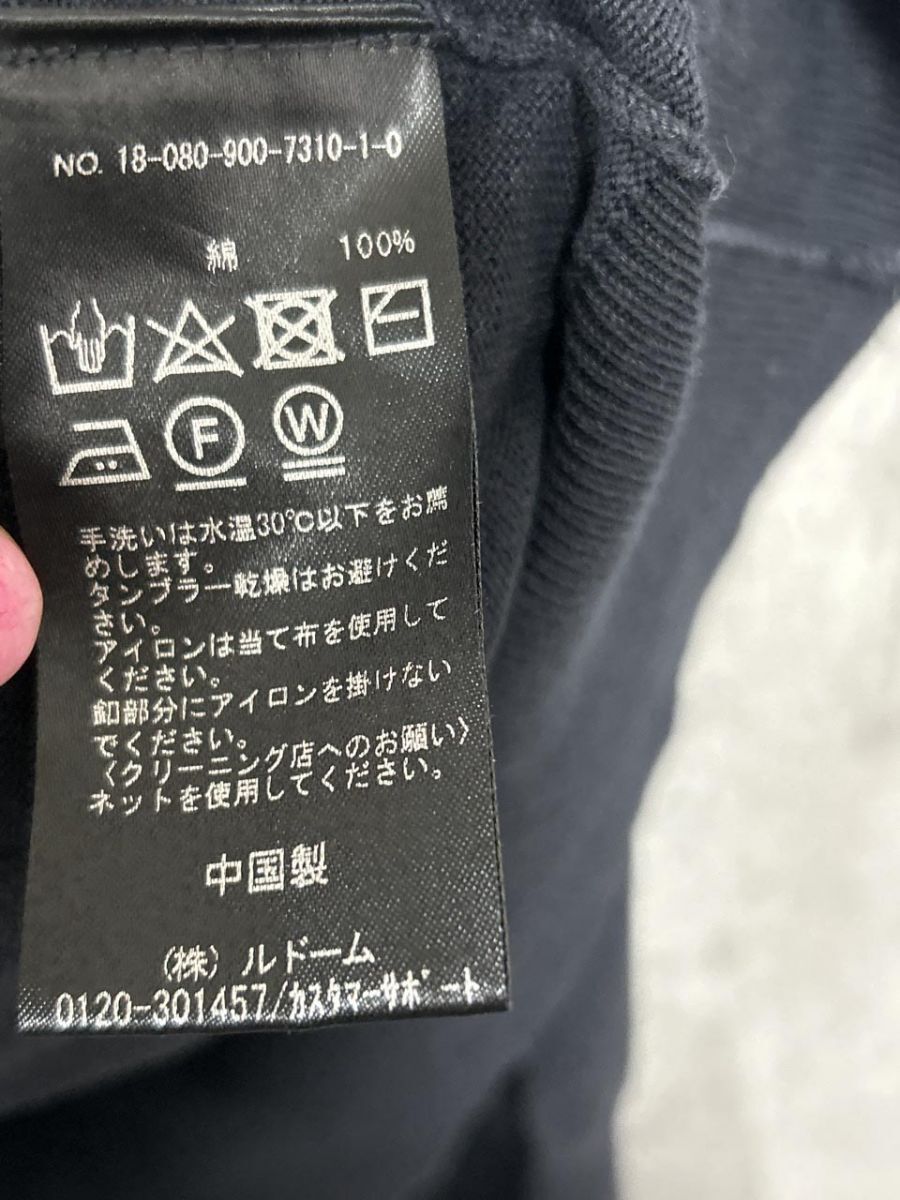 NO. 18-080-900-7310-1-0
綿 100%
F W
手洗いは水温30℃以下をお薦
めします。
タンブラー乾燥はお避けくだ
さい。
アイロンは当て布を使用して
ください。
釦部分にアイロンを掛けない
でください。
〈クリーニング店へのお願い〉
ネットを使用してください。
中国製
(株) ルドーム
0120-301457/ｶｽﾀﾏｰｻﾎﾟｰﾄ